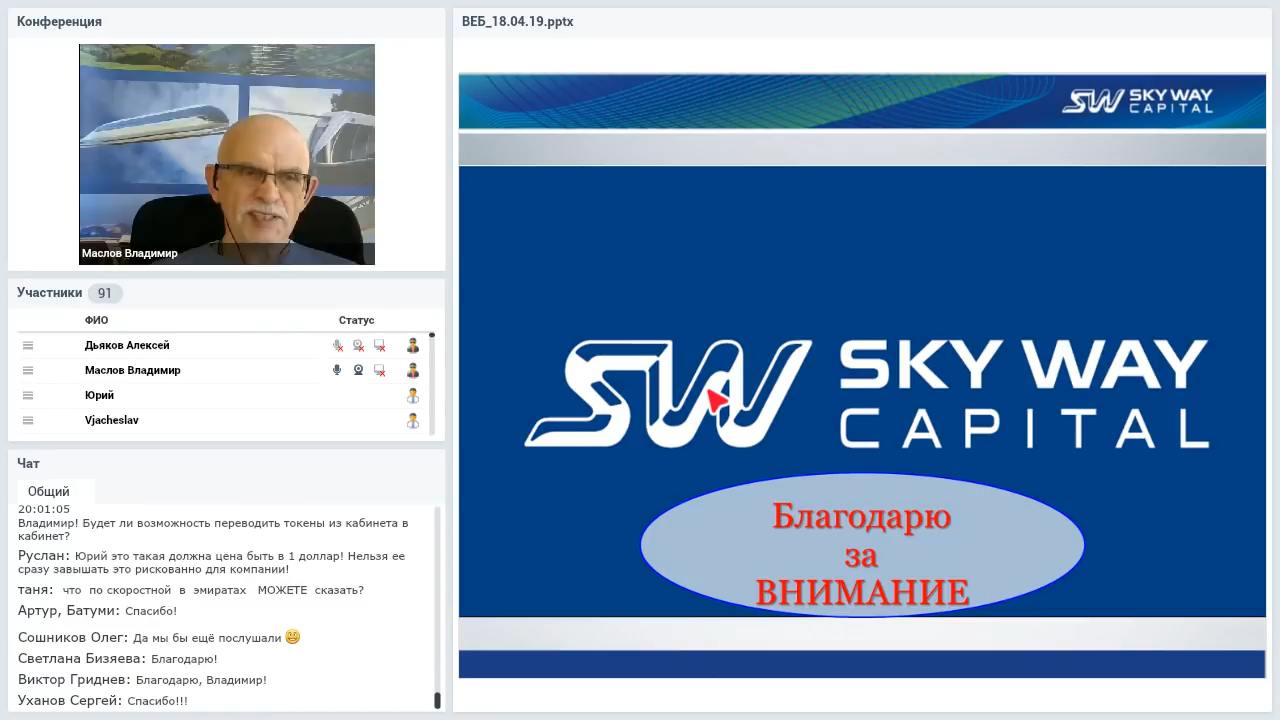 Конференция
Маслов Владимир
Участники 91
ФИО Статус
Дьяков Алексей
Маслов Владимир
Юрий
Vjacheslav
Чат
Общий
20:01:05
Владимир! Будет ли возможность переводить токены из кабинета в
кабинет?
Руслан: Юрий это такая должна цена быть в 1 доллар! Нельзя ее
сразу завышать это рискованно для компании!
таня: что по скоростной в эмиратах МОЖЕТЕ сказать?
Артур, Батуми: Спасибо!
Сошников Олег: Да мы бы ещё послушали
Светлана Бизяева: Благодарю!
Виктор Гриднев: Благодарю, Владимир!
Уханов Сергей: Спасибо!!!
ВЕБ_18.04.19.pptx
SW SKY WAY
CAPITAL
SW SKY WAY
CAPITAL
Благодарю
за
ВНИМАНИЕ